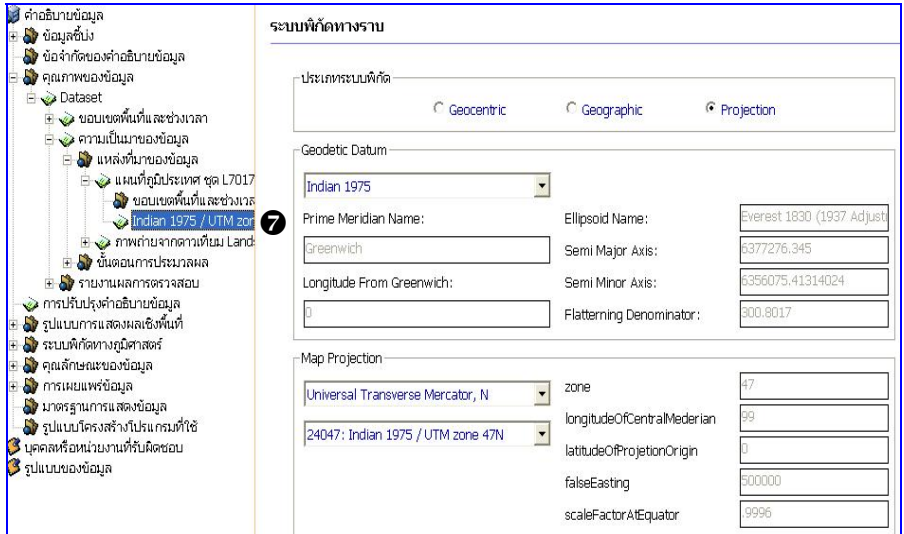 คำอธิบายข้อมูล
ข้อมูลชี้บ่ง
ข้อจำกัดของคำอธิบายข้อมูล
คุณภาพของข้อมูล
Dataset
ขอบเขตพื้นที่และช่วงเวลา
ความเป็นมาของข้อมูล
แหล่งที่มาของข้อมูล
แผนที่ภูมิประเทศ ชุด L7017
ขอบเขตพื้นที่และช่วงเวล
Indian 1975 / UTM zon
ภาพถ่ายจากดาวเทียม Land
ขั้นตอนการประมวลผล
รายงานผลการตรวจสอบ
การปรับปรุงคำอธิบายข้อมูล
รูปแบบการแสดงผลเชิงพื้นที่
ระบบพิกัดทางภูมิศาสตร์
คุณลักษณะของข้อมูล
การเผยแพร่ข้อมูล
มาตรฐานการแสดงข้อมูล
รูปแบบโครงสร้างโปรแกรมที่ใช้
บุคคลหรือหน่วยงานที่รับผิดชอบ
รูปแบบของข้อมูล
7
ระบบพิกัดทางราบ
ประเภทระบบพิกัด
Geocentric Geographic Projection
Geodetic Datum
Indian 1975
Prime Meridian Name:
Greenwich
Longitude From Greenwich:
0
Ellipsoid Name: Everest 1830 (1937 Adjustr
Semi Major Axis: 6377276.345
Semi Minor Axis: 6356075.41314024
Flatterning Denominator: 300.8017
Map Projection
Universal Transverse Mercator, N
24047: Indian 1975 / UTM zone 47N
zone 47
longitudeOfCentralMederian 99
latitudeOfProjetionOrigin 0
falseEasting 500000
scaleFactorAtEquator .9996